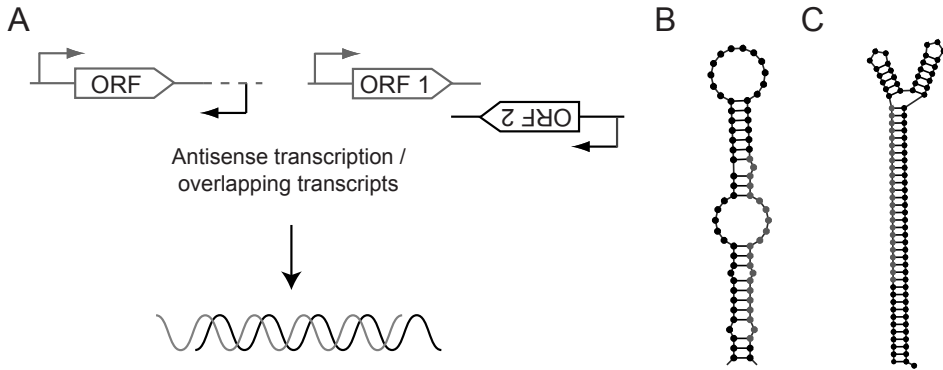 A
B
C
ORF
ORF 1
ORF 2
Antisense transcription /
overlapping transcripts